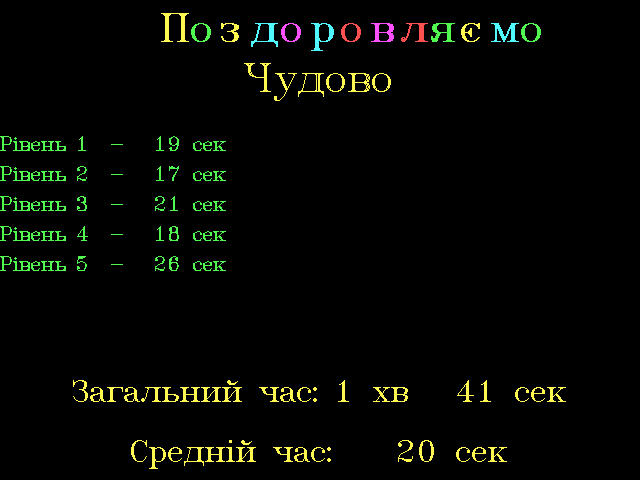 Поздоровляємо
Чудово
Рівень 1 - 19 сек
Рівень 2 - 17 сек
Рівень 3 - 21 сек
Рівень 4 - 18 сек
Рівень 5 - 26 сек
Загальний час: 1 хв 41 сек
Средній час: 20 сек